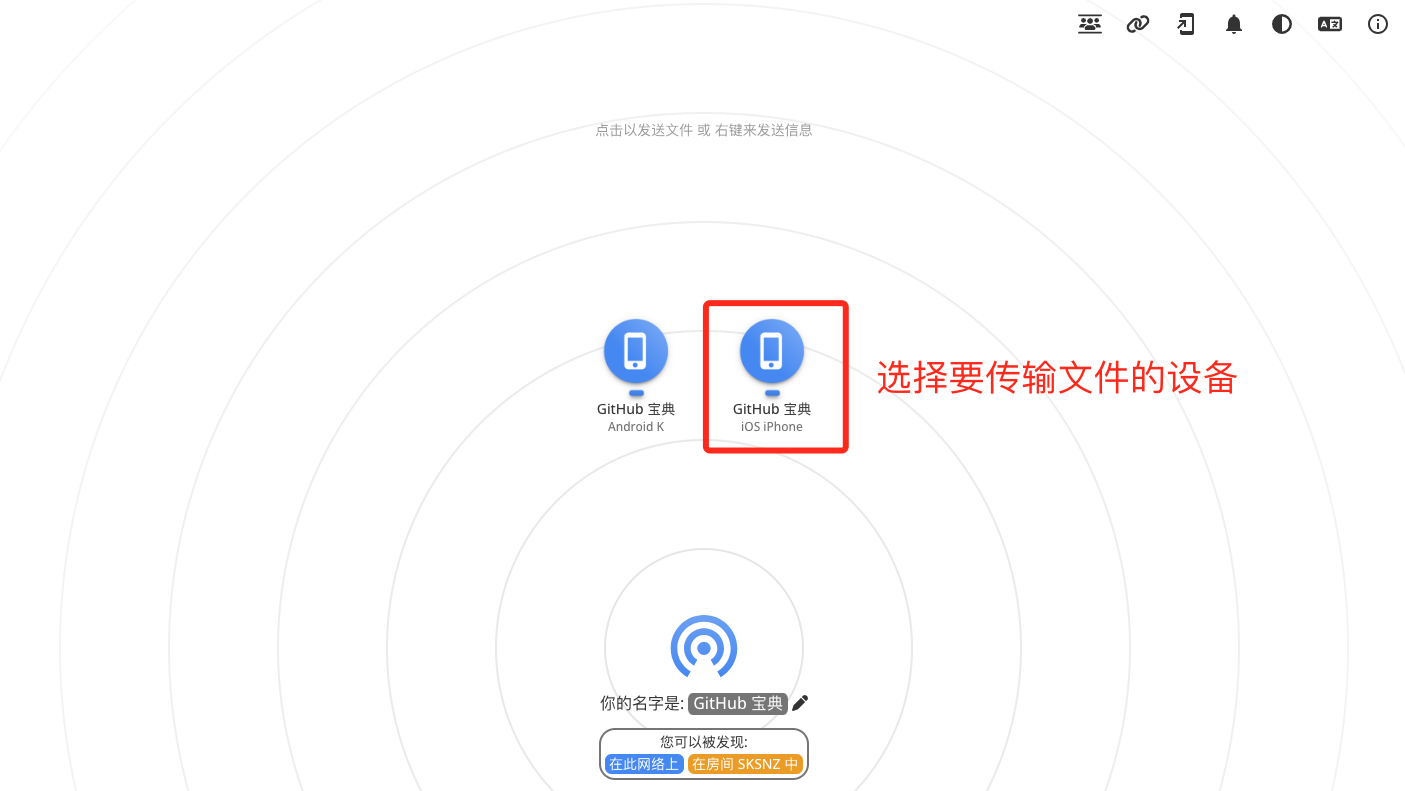 点击以发送文件 或 右键来发送信息
GitHub 宝典
Android K
GitHub 宝典
iOS iPhone
选择要传输文件的设备
你的名字是: GitHub 宝典
您可以被发现:
在此网络上 在房间 SKSNZ 中